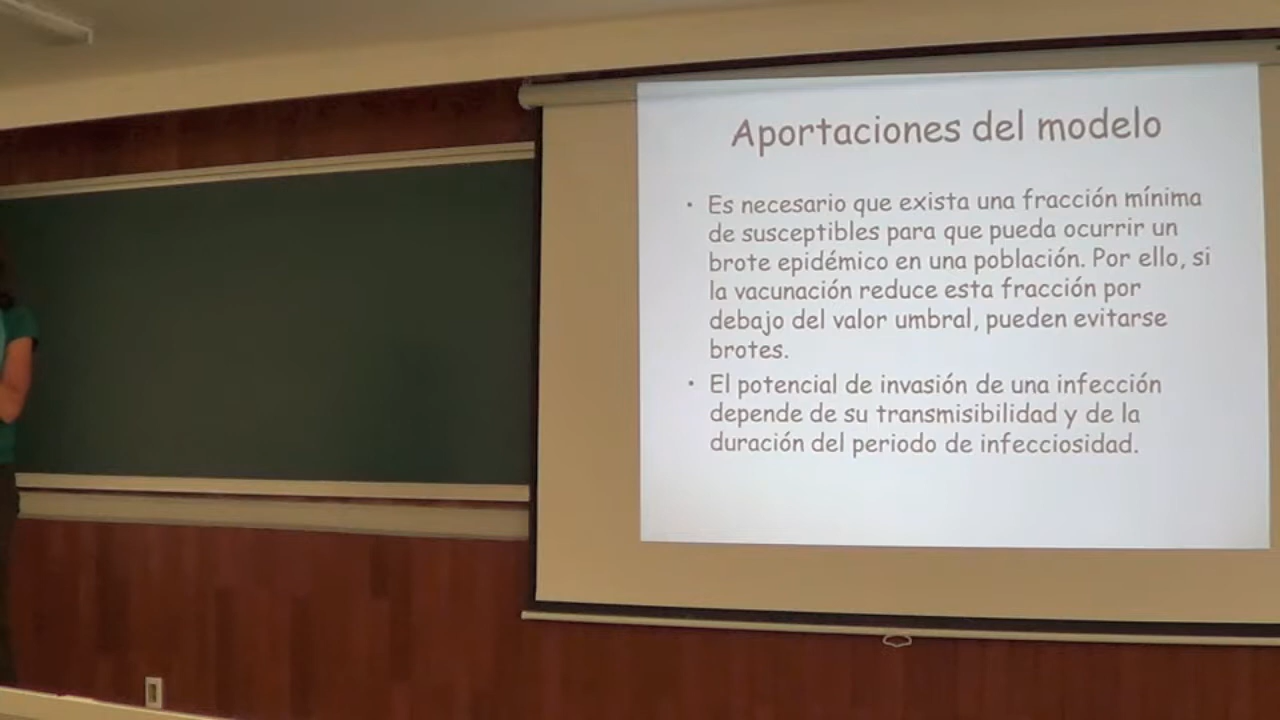 Aportaciones del modelo
• Es necesario que exista una fracción mínima
de susceptibles para que pueda ocurrir un
brote epidémico en una población. Por ello, si
la vacunación reduce esta fracción por
debajo del valor umbral, pueden evitarse
brotes.
• El potencial de invasión de una infección
depende de su transmisibilidad y de la
duración del periodo de infecciosidad.